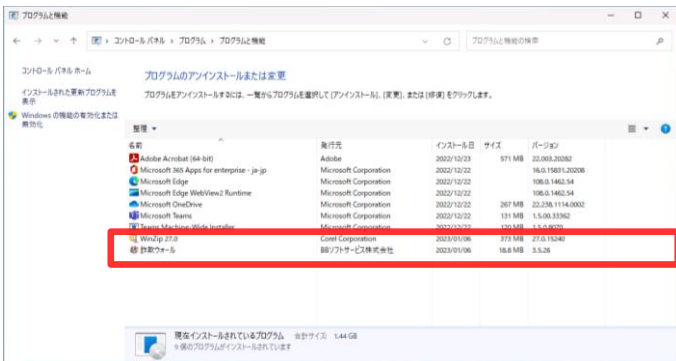 プログラムと機能
コントロール パネル › プログラム › プログラムと機能
プログラムと機能の検索
コントロール パネル ホーム
インストールされた更新プログラムを
表示
Windows の機能の有効化または
無効化
プログラムのアンインストールまたは変更
プログラムをアンインストールするには、一覧からプログラムを選択して [アンインストール]、[変更]、または [修復] をクリックします。
整理
名前 発行元 インストール日 サイズ バージョン
Adobe Acrobat (64-bit) Adobe 2022/12/23 571 MB 22.003.20282
Microsoft 365 Apps for enterprise - ja-jp Microsoft Corporation 2022/12/22 16.0.15831.20208
Microsoft Edge Microsoft Corporation 2022/12/22 108.0.1462.54
Microsoft Edge WebView2 Runtime Microsoft Corporation 2022/12/22 108.0.1462.54
Microsoft OneDrive Microsoft Corporation 2022/12/22 267 MB 22.238.1114.0002
Microsoft Teams Microsoft Corporation 2022/12/22 131 MB 1.5.00.33362
Teams Machine-Wide Installer Microsoft Corporation 2022/12/22 120 MB 1.5.0.8070
WinZip 27.0 Corel Corporation 2023/01/06 373 MB 27.0.15240
詐欺ウォール BBソフトサービス株式会社 2023/01/06 18.8 MB 3.5.26
現在インストールされているプログラム 合計サイズ: 1.44 GB
9 個のプログラムがインストールされています